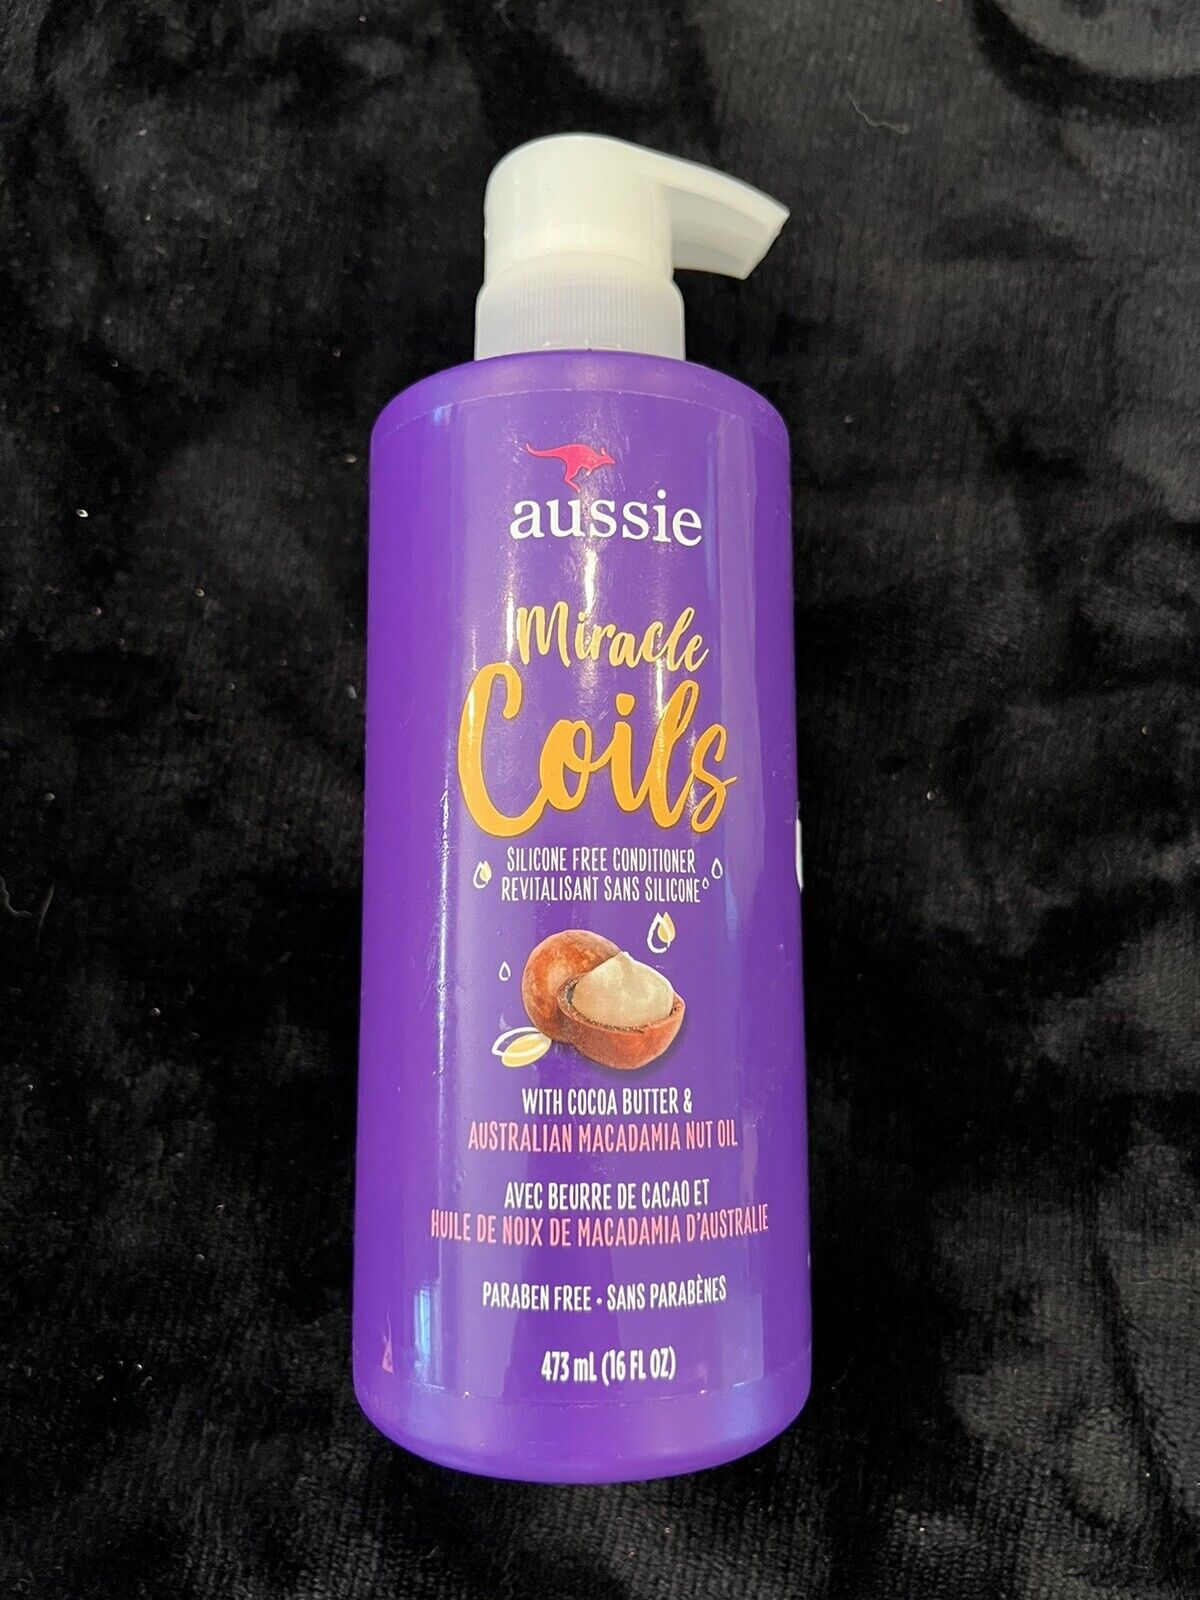 aussie
Miracle
Coils
SILICONE FREE CONDITIONER
REVITALISANT SANS SILICONE
WITH COCOA BUTTER &
AUSTRALIAN MACADAMIA NUT OIL
AVEC BEURRE DE CACAO ET
HUILE DE NOIX DE MACADAMIA D'AUSTRALIE
PARABEN FREE • SANS PARABÈNES
473 mL (16 FL OZ)